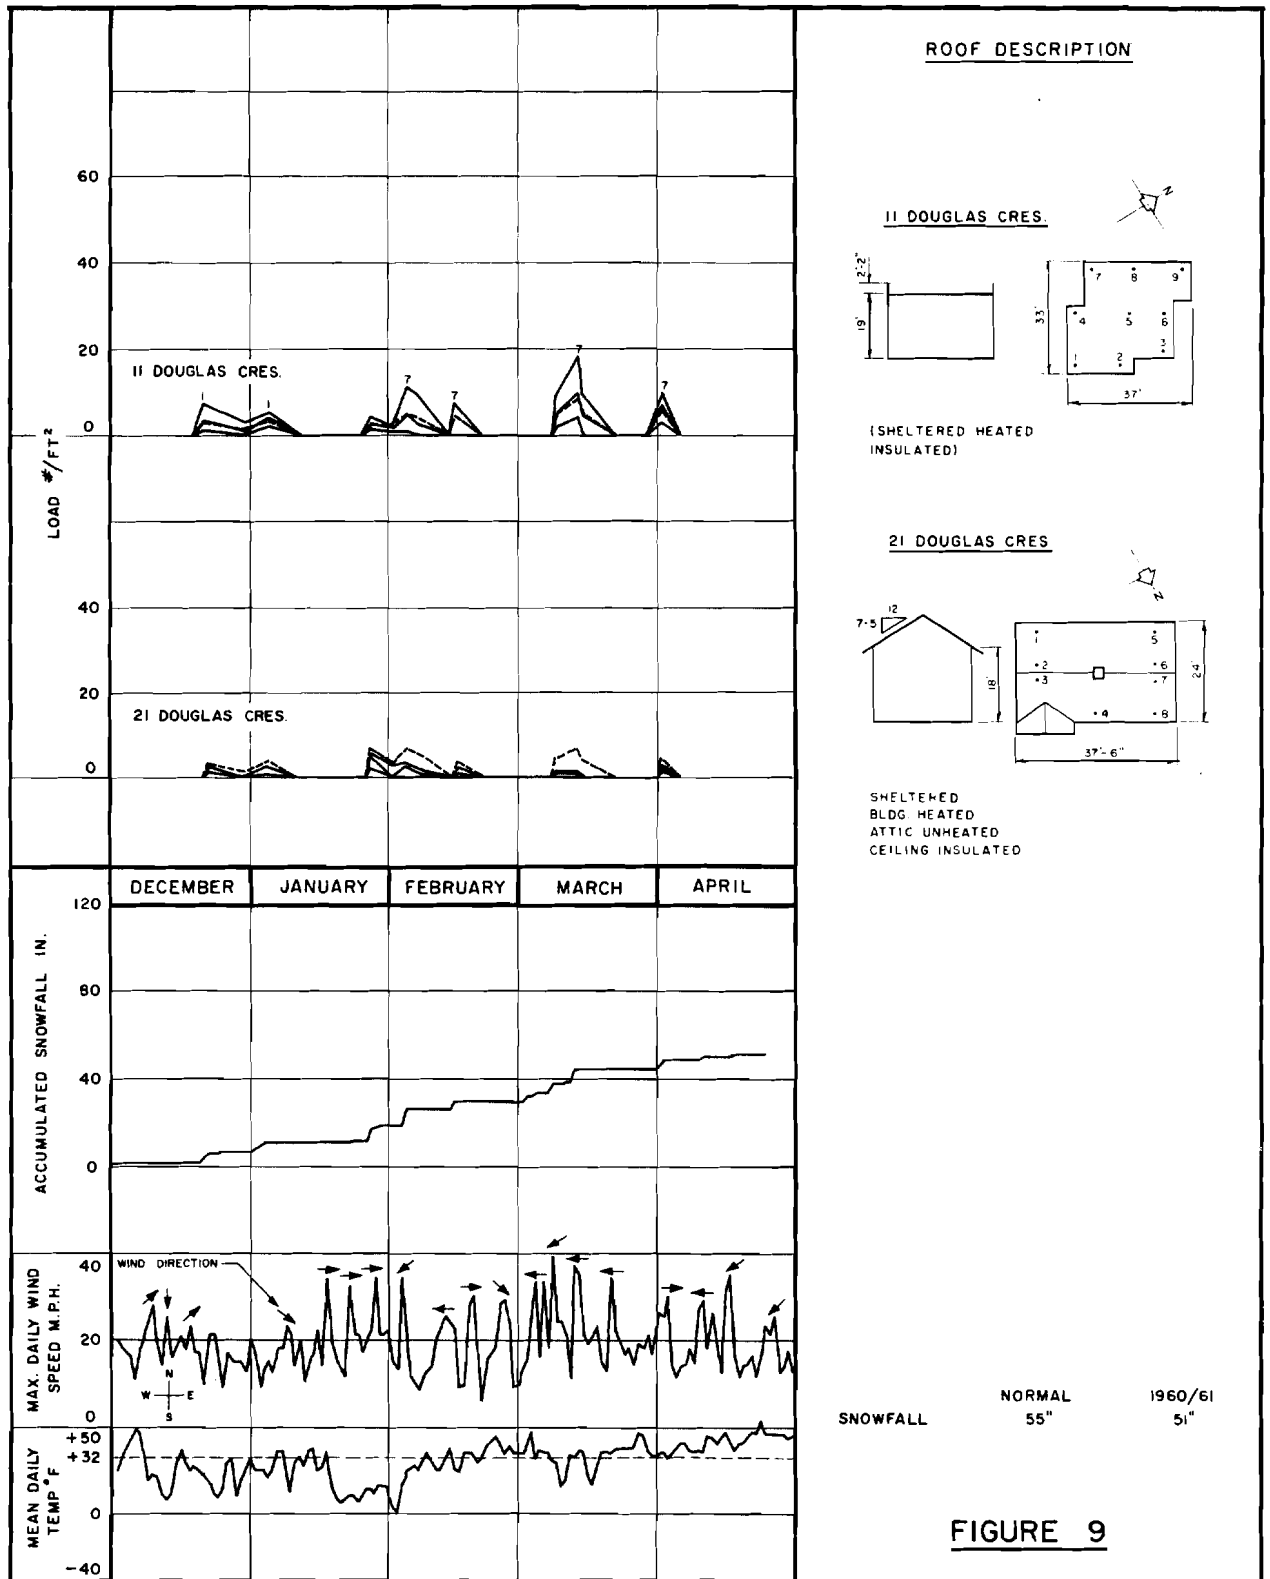 ROOF DESCRIPTION
60
40
20
0
11 DOUGLAS CRES.
1
1
7
7
7
7
LOAD #/FT²
40
20
0
21 DOUGLAS CRES.
11 DOUGLAS CRES.
N
2'-2"
19'
33'
37'
7
8
9
4
5
6
3
1
2
(SHELTERED HEATED
INSULATED)
21 DOUGLAS CRES
N
12
7-5
18'
24'
37'-6"
1
5
2
6
3
7
4
8
SHELTERED
BLDG. HEATED
ATTIC UNHEATED
CEILING INSULATED
DECEMBER
JANUARY
FEBRUARY
MARCH
APRIL
120
80
40
0
ACCUMULATED SNOWFALL IN.
40
20
0
MAX. DAILY WIND
SPEED M.P.H.
WIND DIRECTION
N
W
E
S
+50
+32
0
-40
MEAN DAILY
TEMP °F
NORMAL 1960/61
SNOWFALL 55" 51"
FIGURE 9